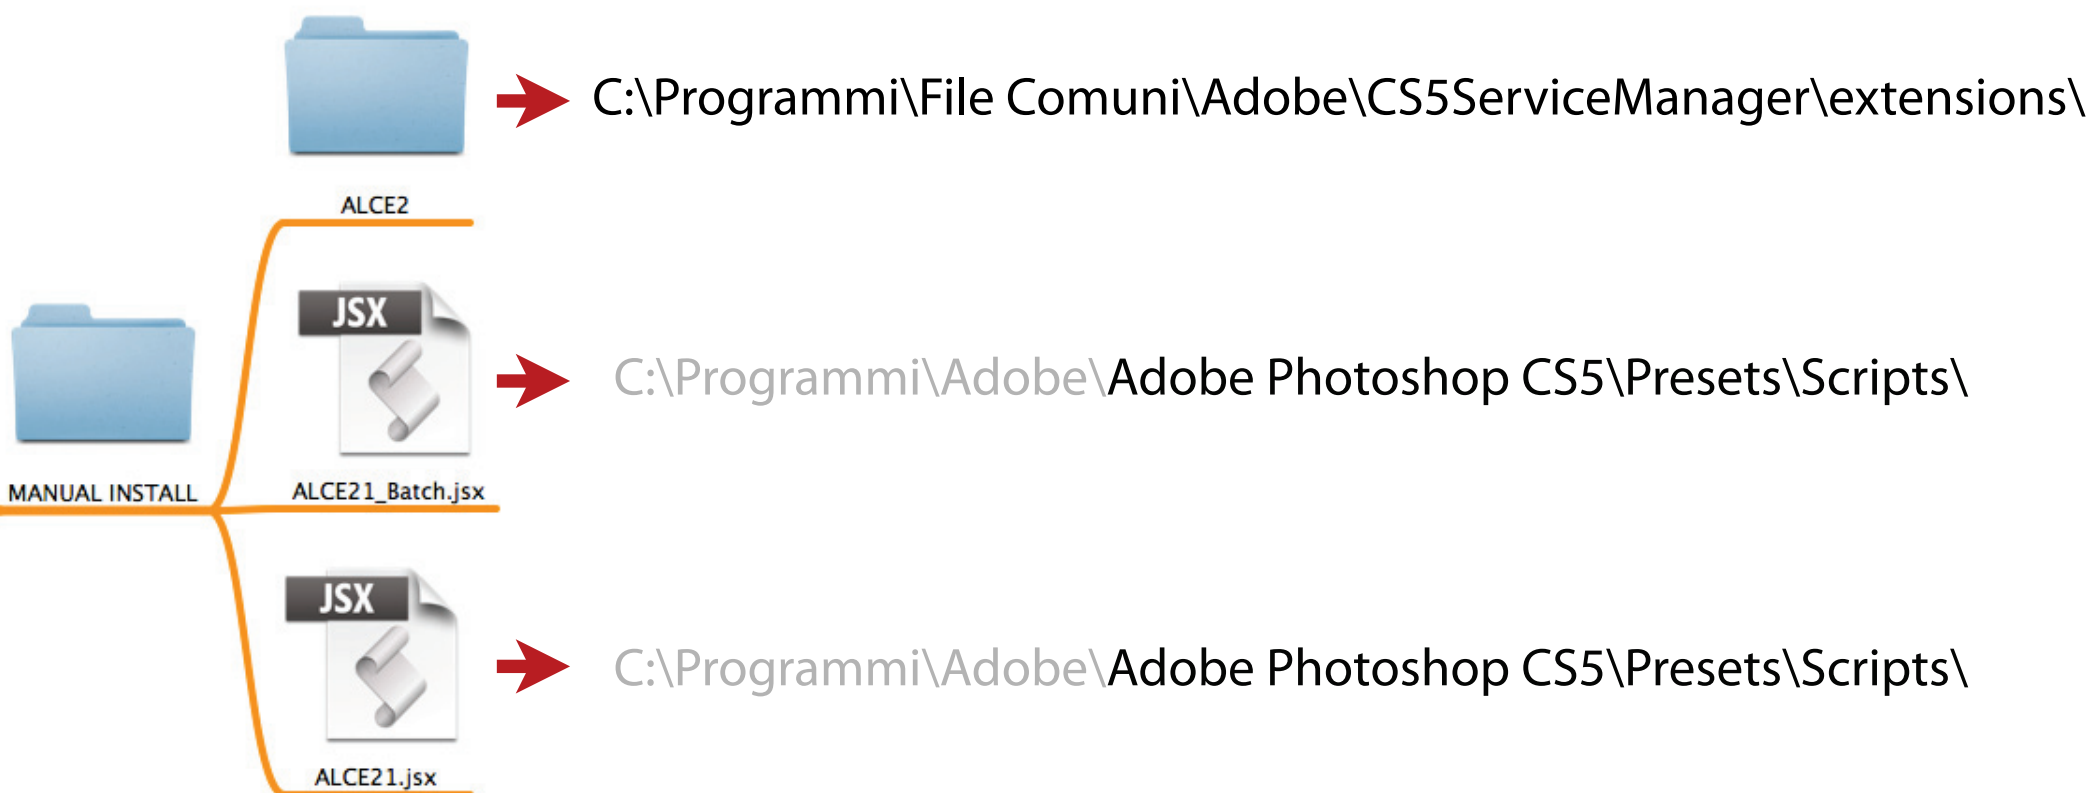 C:\Programmi\File Comuni\Adobe\CS5ServiceManager\extensions\
ALCE2
JSX
C:\Programmi\Adobe\Adobe Photoshop CS5\Presets\Scripts\
MANUAL INSTALL
ALCE21_Batch.jsx
JSX
C:\Programmi\Adobe\Adobe Photoshop CS5\Presets\Scripts\
ALCE21.jsx